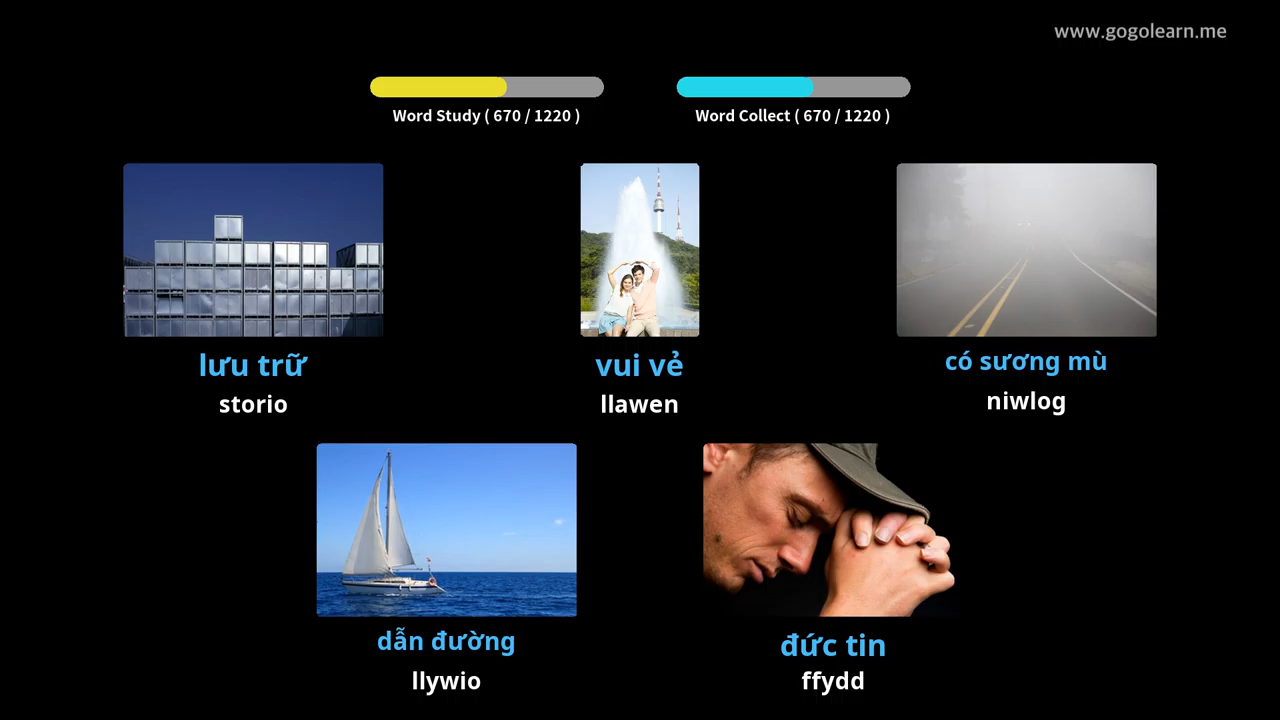 www.gogolearn.me
Word Study ( 670 / 1220 )
Word Collect ( 670 / 1220 )
lưu trữ
storio
vui vẻ
llawen
có sương mù
niwlog
dẫn đường
llywio
đức tin
ffydd